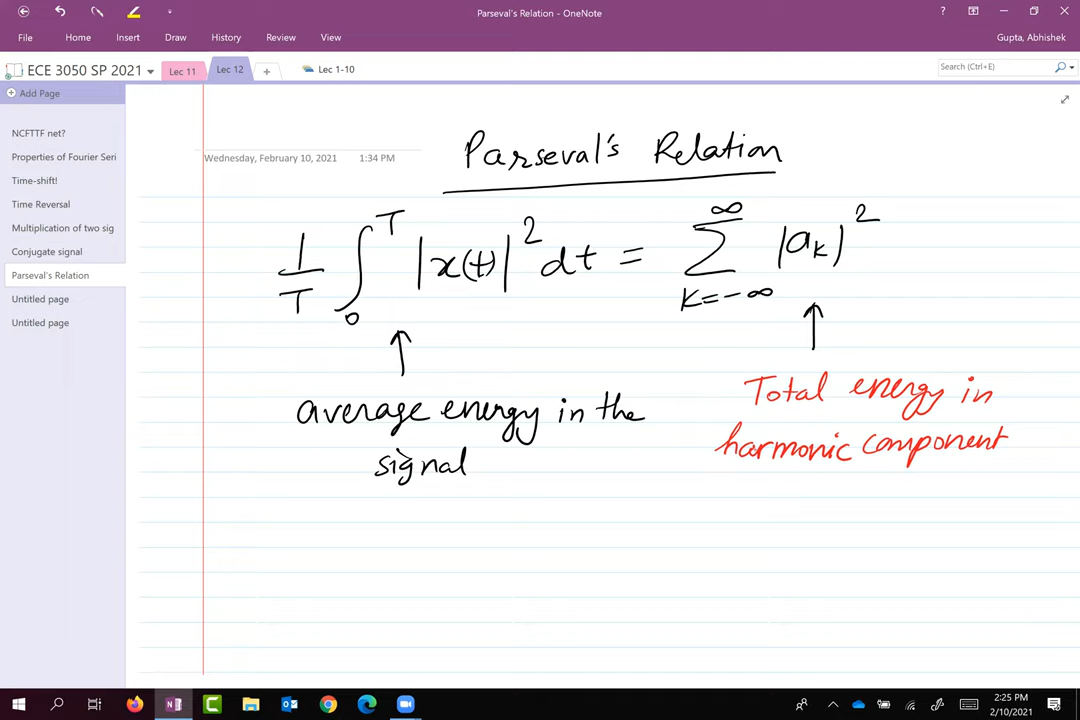 Parseval's Relation - OneNote
?
File Home Insert Draw History Review View
Gupta, Abhishek
ECE 3050 SP 2021
Lec 11
Lec 12
+
Lec 1-10
Search (Ctrl+E)
Add Page
NCFTTF net?
Properties of Fourier Seri
Time-shift!
Time Reversal
Multiplication of two sig
Conjugate signal
Parseval's Relation
Untitled page
Untitled page
Wednesday, February 10, 2021 1:34 PM
Parseval's Relation
1/T ∫₀ᵀ |x(t)|² dt = ∑_{k=-∞}^{∞} |a_k|²
↑ ↑
average energy in the
signal
Total energy in
harmonic component
2:25 PM
2/10/2021